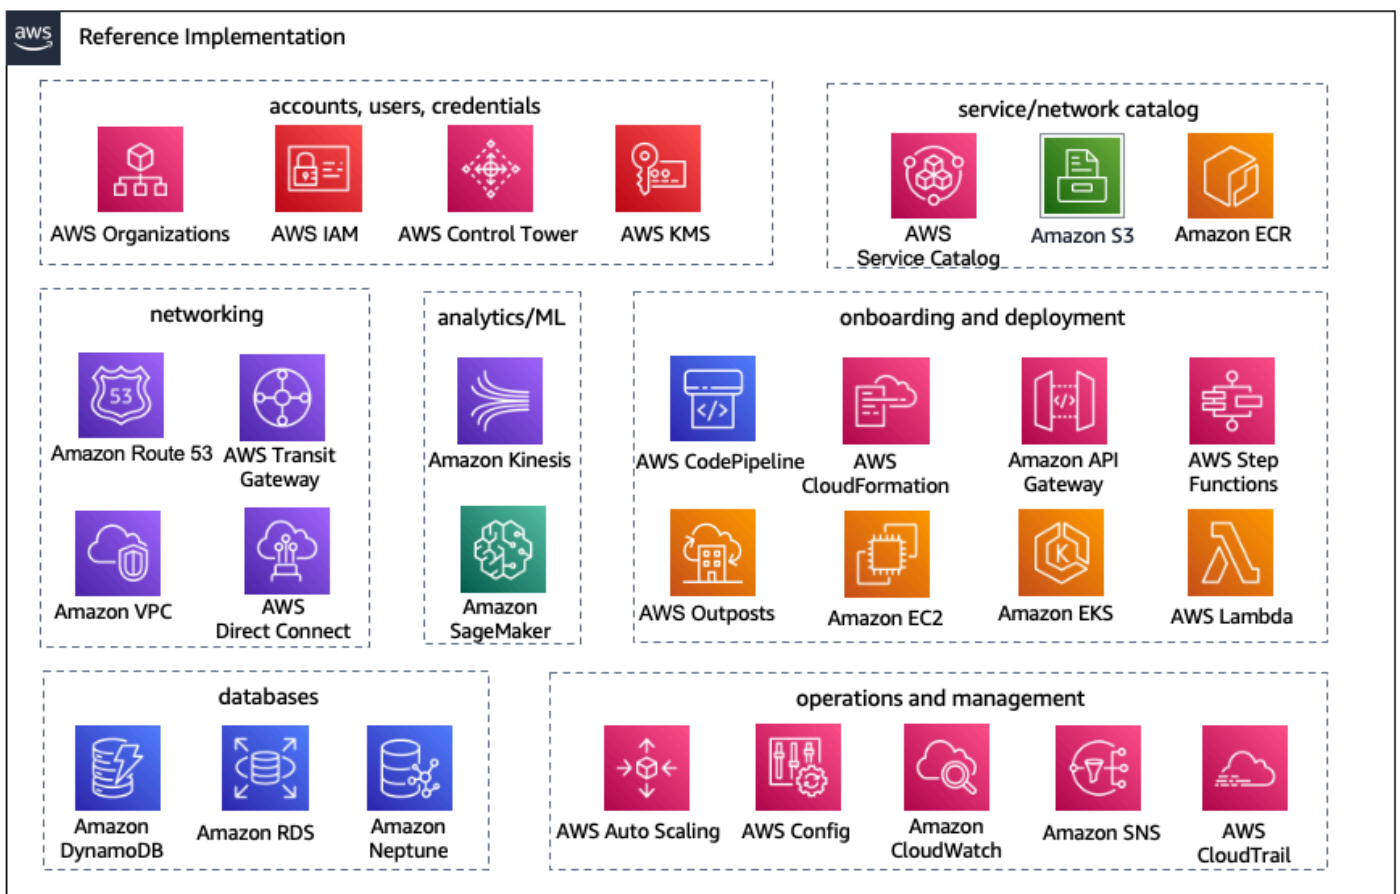 aws
Reference Implementation
accounts, users, credentials
AWS Organizations
AWS IAM
AWS Control Tower
AWS KMS
service/network catalog
AWS
Service Catalog
Amazon S3
Amazon ECR
networking
53
Amazon Route 53
AWS Transit
Gateway
Amazon VPC
AWS
Direct Connect
analytics/ML
Amazon Kinesis
Amazon
SageMaker
onboarding and deployment
</>
AWS CodePipeline
AWS
CloudFormation
</>
Amazon API
Gateway
AWS Step
Functions
AWS Outposts
Amazon EC2
K
Amazon EKS
AWS Lambda
databases
Amazon
DynamoDB
Amazon RDS
Amazon
Neptune
operations and management
AWS Auto Scaling
AWS Config
Amazon
CloudWatch
Amazon SNS
AWS
CloudTrail